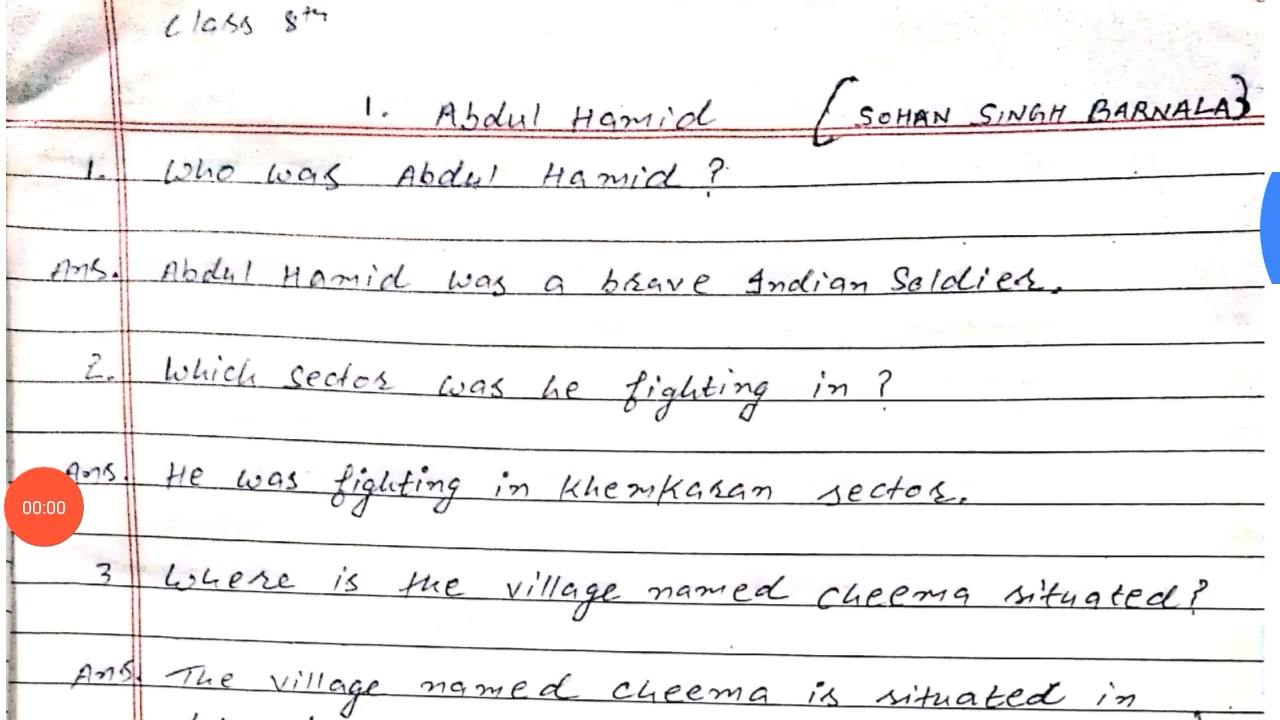 Class 8th
1. Abdul Hamid [SOHAN SINGH BARNALA}
1. Who was Abdul Hamid ?
Ans. Abdul Hamid was a brave Indian Soldier.
2. Which sector was he fighting in ?
Ans. He was fighting in Khemkaran sector.
00:00
3 Where is the village named cheema situated?
Ans. The village named cheema is situated in